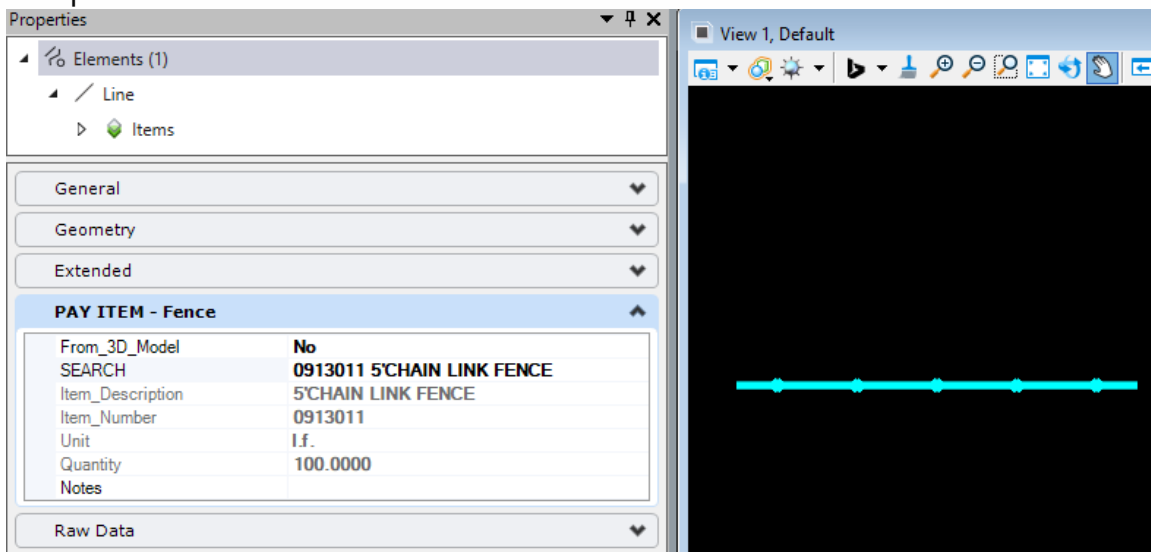 Properties
Elements (1)
Line
Items
General
Geometry
Extended
PAY ITEM - Fence
From_3D_Model No
SEARCH 0913011 5'CHAIN LINK FENCE
Item_Description 5'CHAIN LINK FENCE
Item_Number 0913011
Unit l.f.
Quantity 100.0000
Notes
Raw Data
View 1, Default